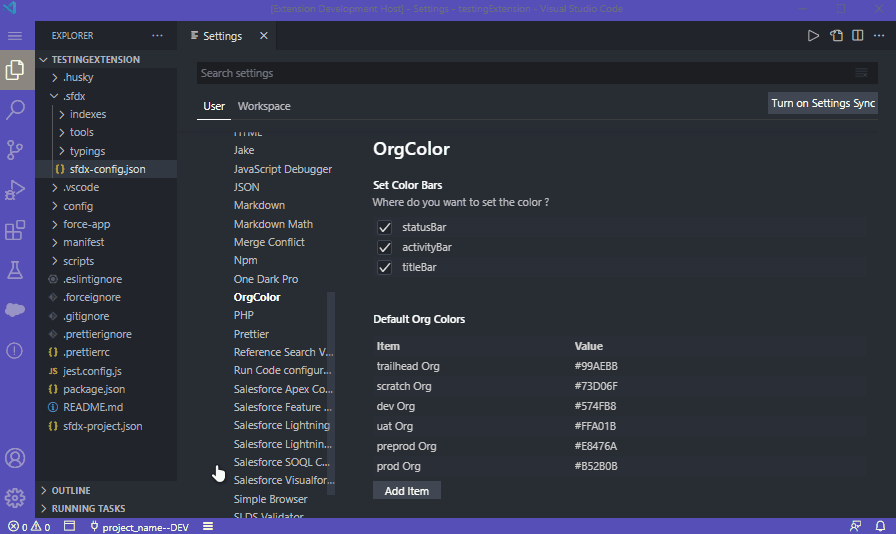 [Extension Development Host] - Settings - testingExtension - Visual Studio Code
EXPLORER
Settings
TESTINGEXTENSION
.husky
.sfdx
indexes
tools
typings
sfdx-config.json
.vscode
config
force-app
manifest
scripts
.eslintignore
.forceignore
.gitignore
.prettierignore
.prettierrc
JS jest.config.js
package.json
README.md
sfdx-project.json
OUTLINE
RUNNING TASKS
Search settings
User Workspace
Turn on Settings Sync
HTML
Jake
JavaScript Debugger
JSON
Markdown
Markdown Math
Merge Conflict
Npm
One Dark Pro
OrgColor
PHP
Prettier
Reference Search V...
Run Code configur...
Salesforce Apex Co...
Salesforce Feature ...
Salesforce Lightning
Salesforce Lightnin...
Salesforce SOQL C...
Salesforce Visualfor...
Simple Browser
SLDS Validator
OrgColor
Set Color Bars
Where do you want to set the color ?
statusBar
activityBar
titleBar
Default Org Colors
Item Value
trailhead Org #99AEBB
scratch Org #73D06F
dev Org #574FB8
uat Org #FFA01B
preprod Org #E8476A
prod Org #B52B0B
Add Item
0 0 project_name--DEV